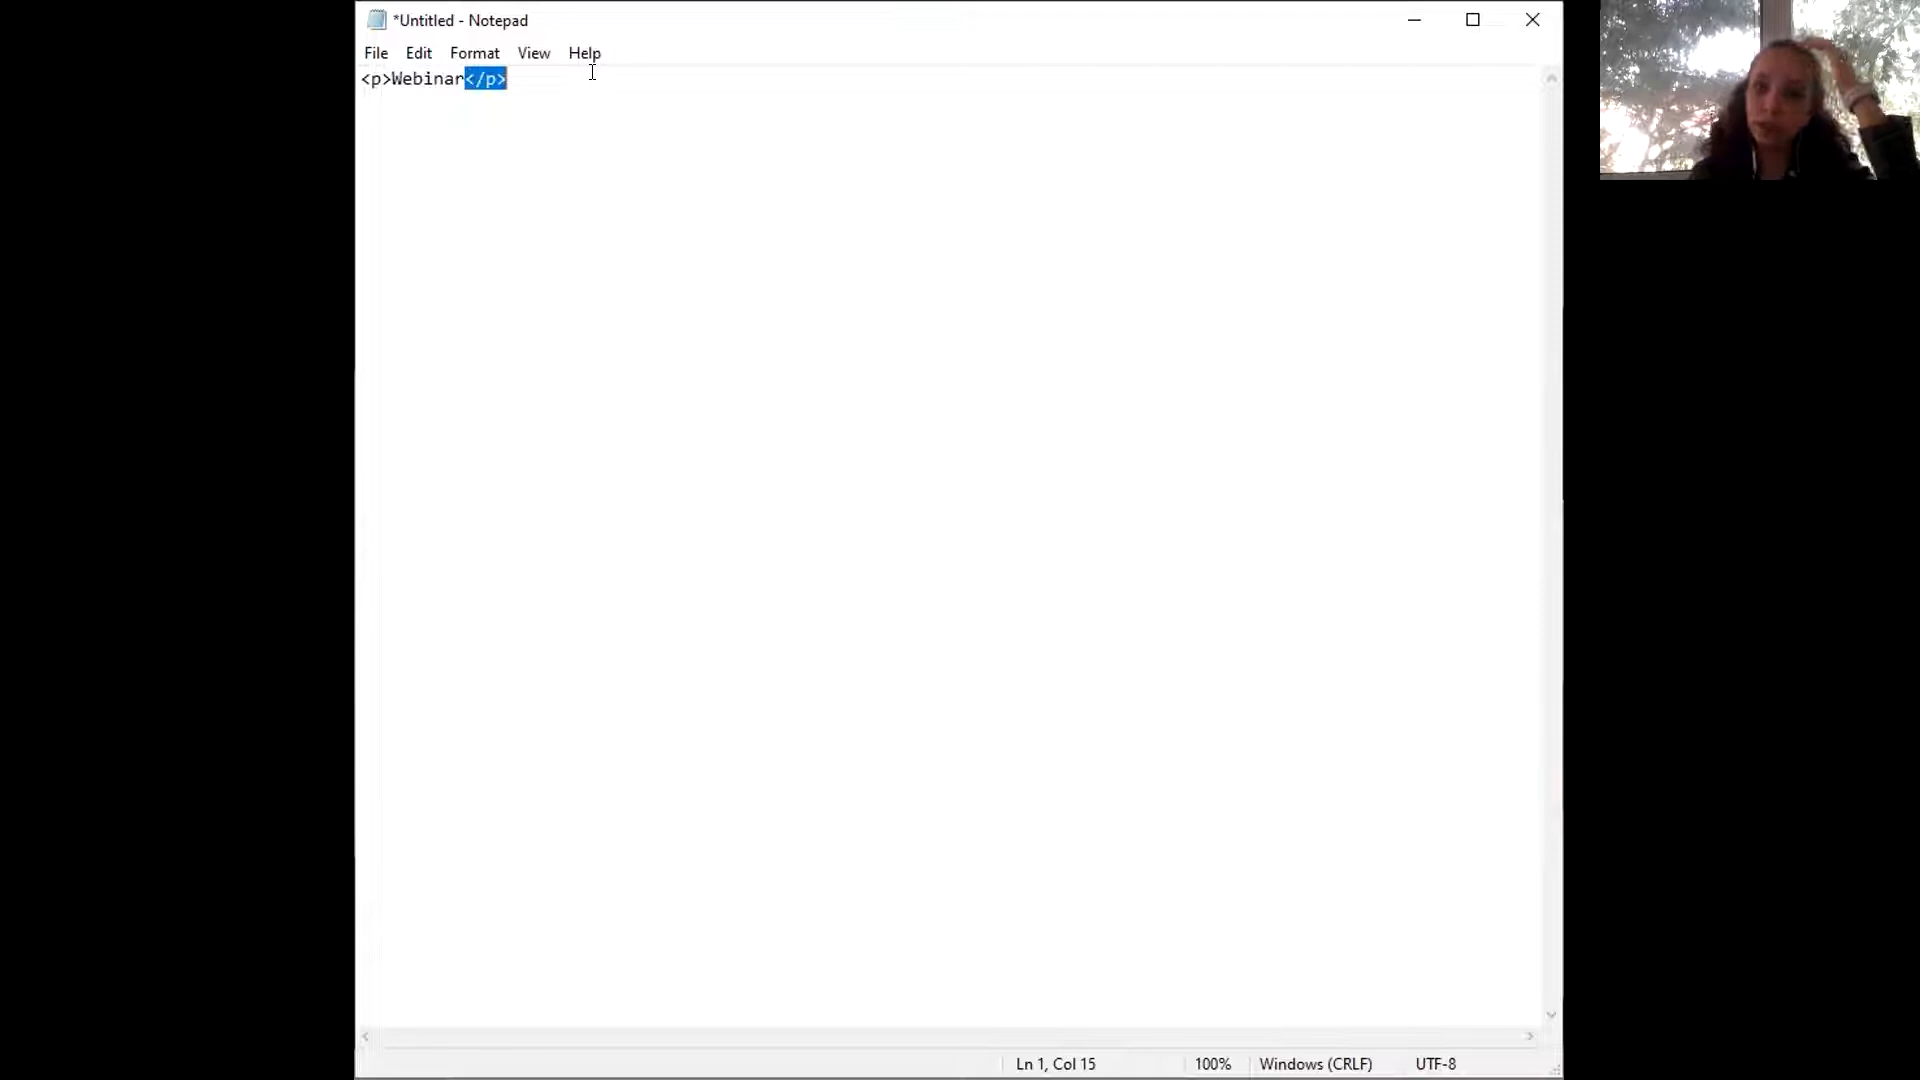 *Untitled - Notepad
File Edit Format View Help
<p>Webinar</p>
Ln 1, Col 15 100% Windows (CRLF) UTF-8